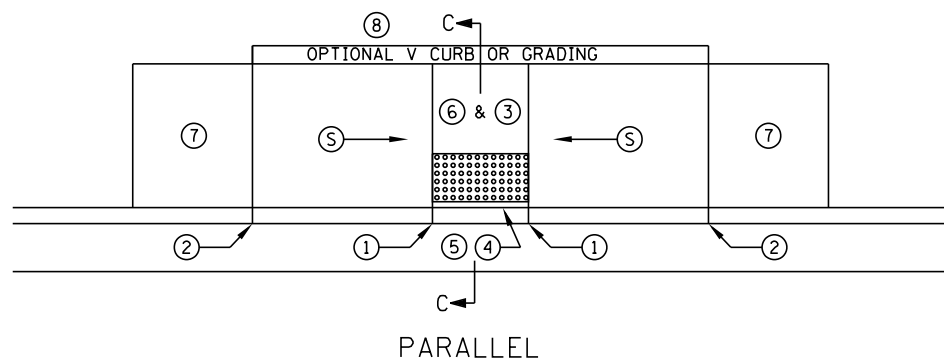 8
C
OPTIONAL V CURB OR GRADING
7 S 6 & 3 S 7
2 1 5 4 1 2
C
PARALLEL